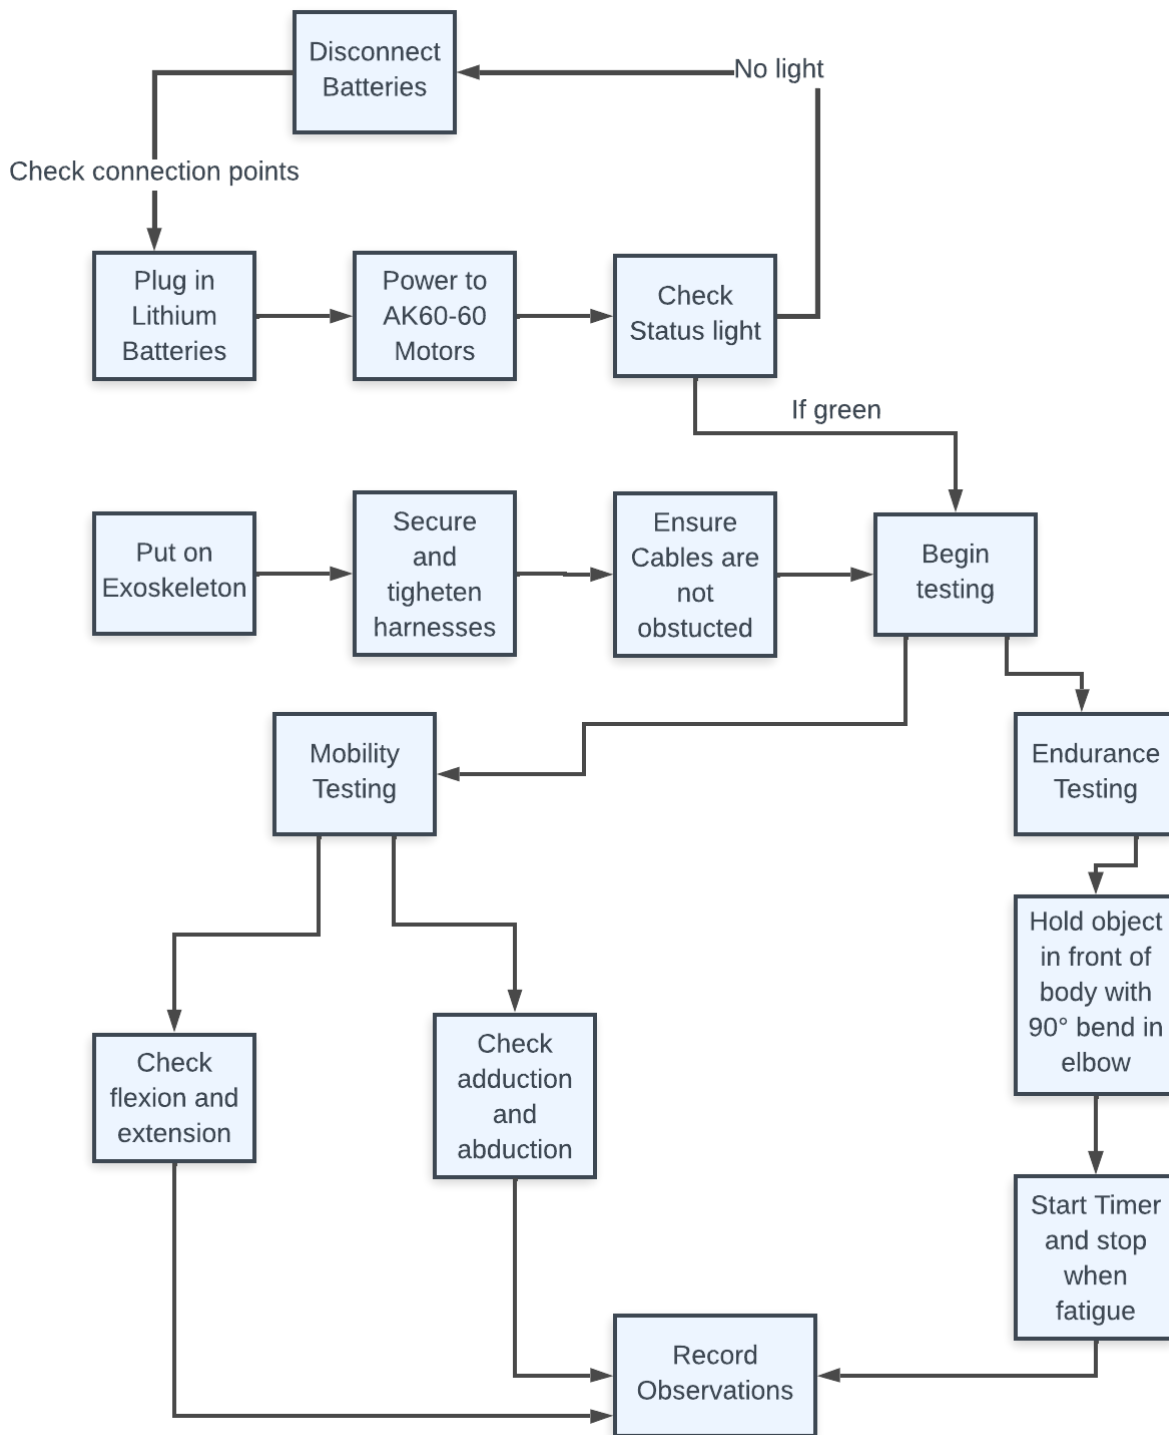 Disconnect
Batteries
No light
Check connection points
Plug in
Lithium
Batteries
Power to
AK60-60
Motors
Check
Status light
If green
Put on
Exoskeleton
Secure
and
tigheten
harnesses
Ensure
Cables are
not
obstucted
Begin
testing
Mobility
Testing
Endurance
Testing
Hold object
in front of
body with
90° bend in
elbow
Check
flexion and
extension
Check
adduction
and
abduction
Start Timer
and stop
when
fatigue
Record
Observations